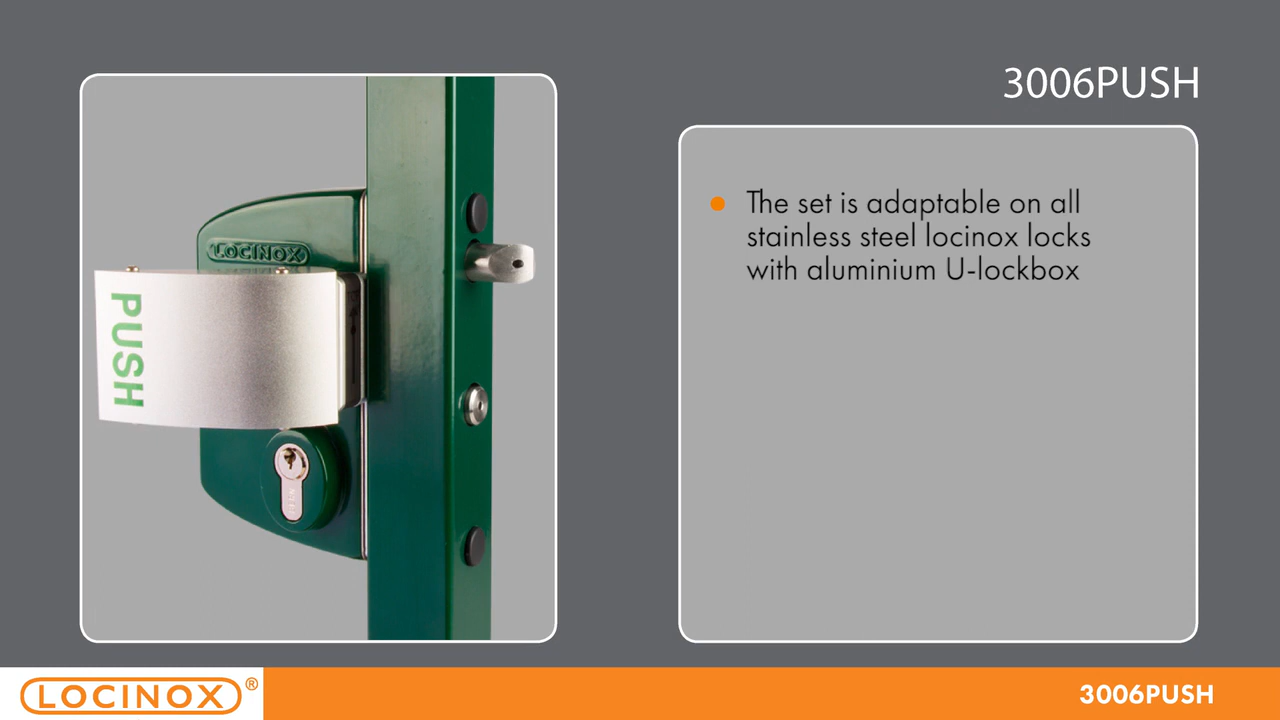 3006PUSH
LOCINOX
PUSH
The set is adaptable on all
stainless steel locinox locks
with aluminium U-lockbox
LOCINOX®
3006PUSH